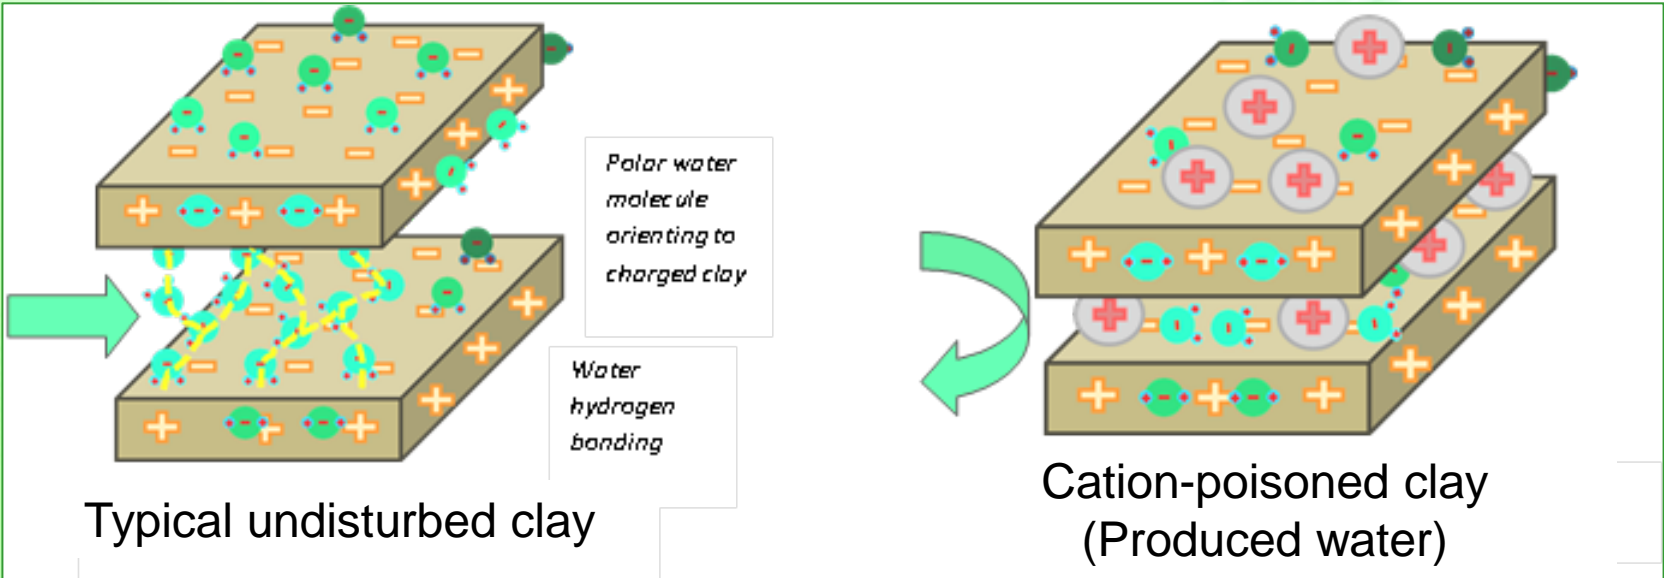 Polar water
molecule
orienting to
charged clay
Water
hydrogen
bonding
Typical undisturbed clay
Cation-poisoned clay
(Produced water)